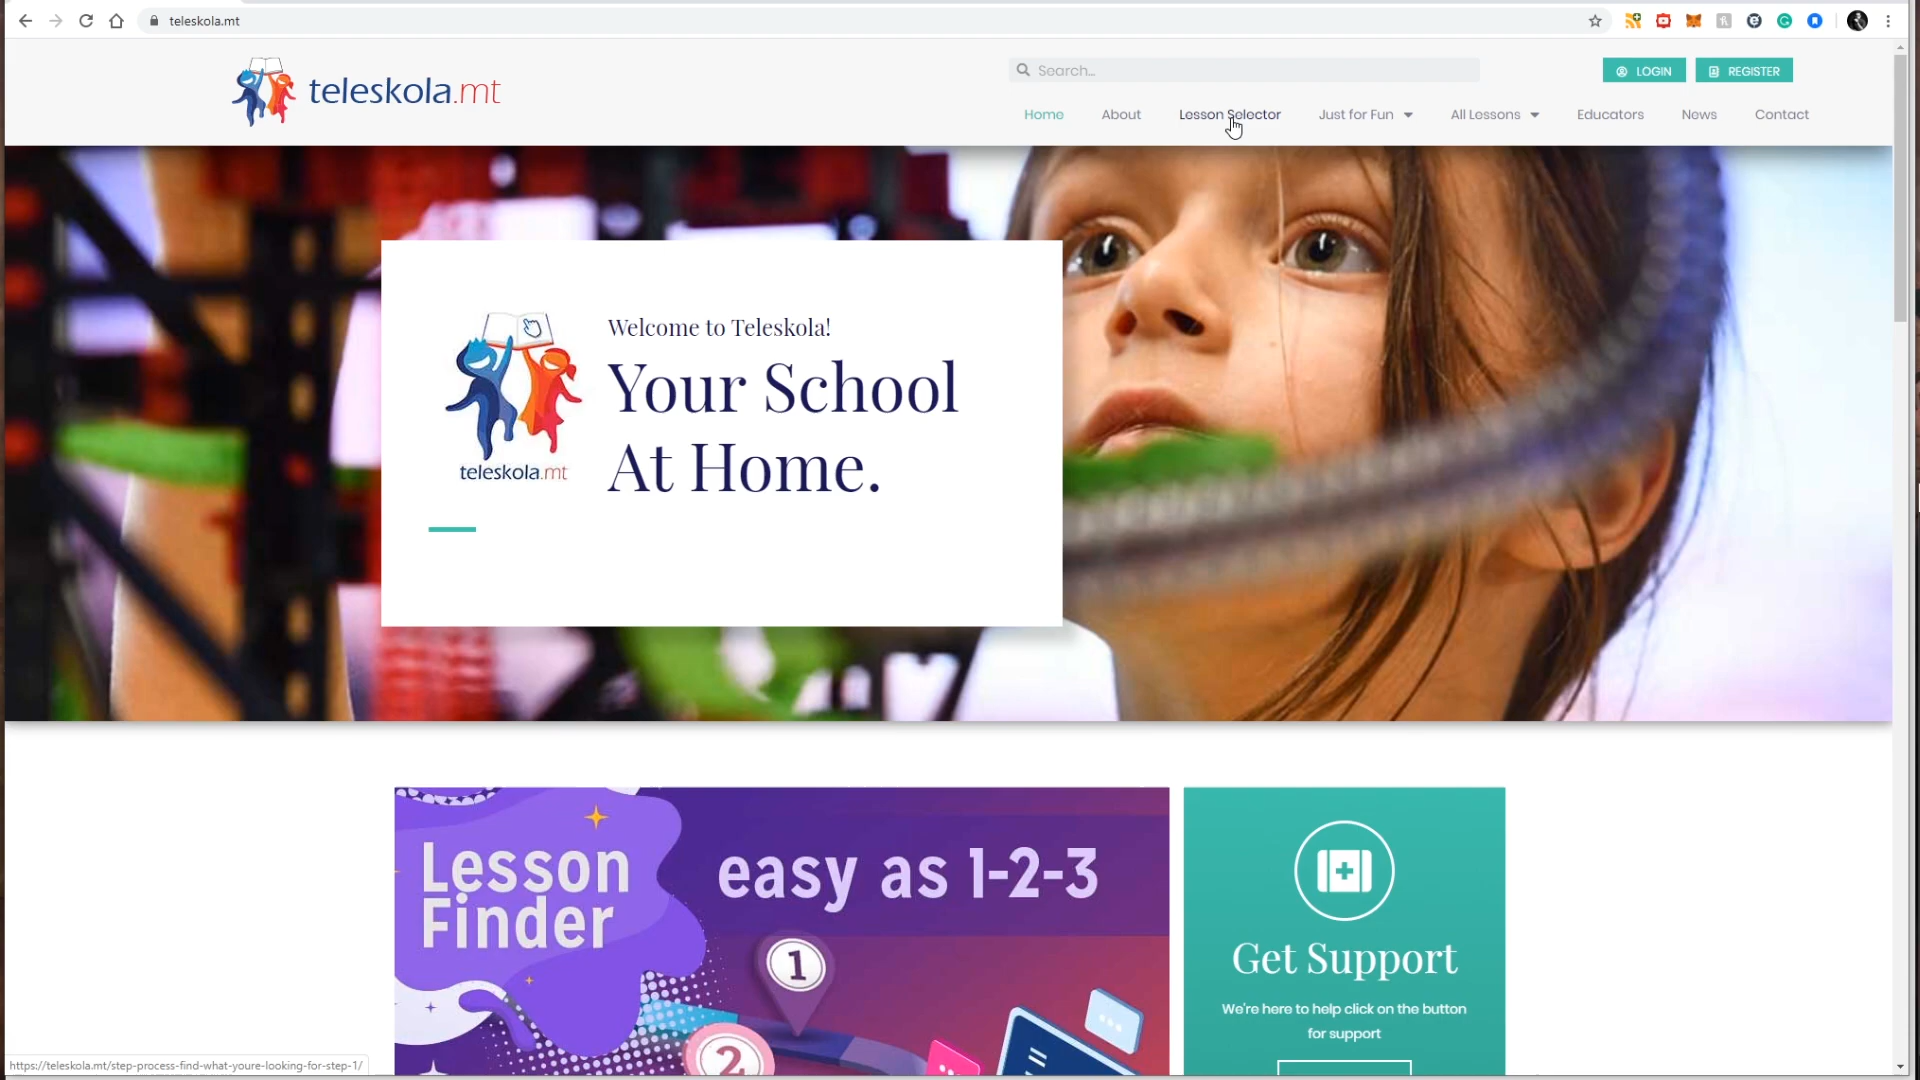 teleskola.mt
teleskola.mt
Search...
LOGIN
REGISTER
Home
About
Lesson Selector
Just for Fun
All Lessons
Educators
News
Contact
Welcome to Teleskola!
Your School
At Home.
teleskola.mt
Lesson
Finder
easy as 1-2-3
1
2
Get Support
We're here to help click on the button
for support
https://teleskola.mt/step-process-find-what-youre-looking-for-step-1/